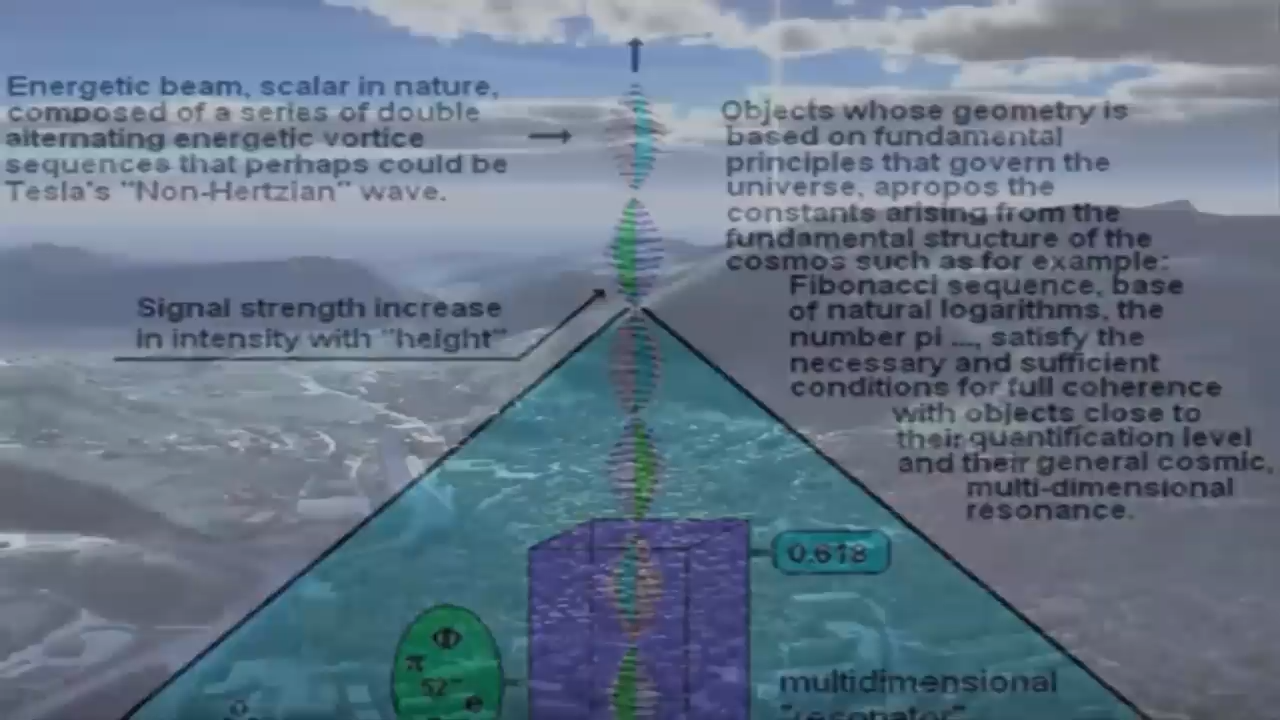 Energetic beam, scalar in nature,
composed of a series of double
alternating energetic vortice
sequences that perhaps could be
Tesla's "Non-Hertzian" wave.
Signal strength increase
in intensity with "height"
Objects whose geometry is
based on fundamental
principles that govern the
universe, apropos the
constants arising from the
fundamental structure of the
cosmos such as for example:
Fibonacci sequence, base
of natural logarithms, the
number pi ..., satisfy the
necessary and sufficient
conditions for full coherence
with objects close to
their quantification level
and their general cosmic,
multi-dimensional
resonance.
0.618
Φ
π
52°
e
multidimensional
"resonator"